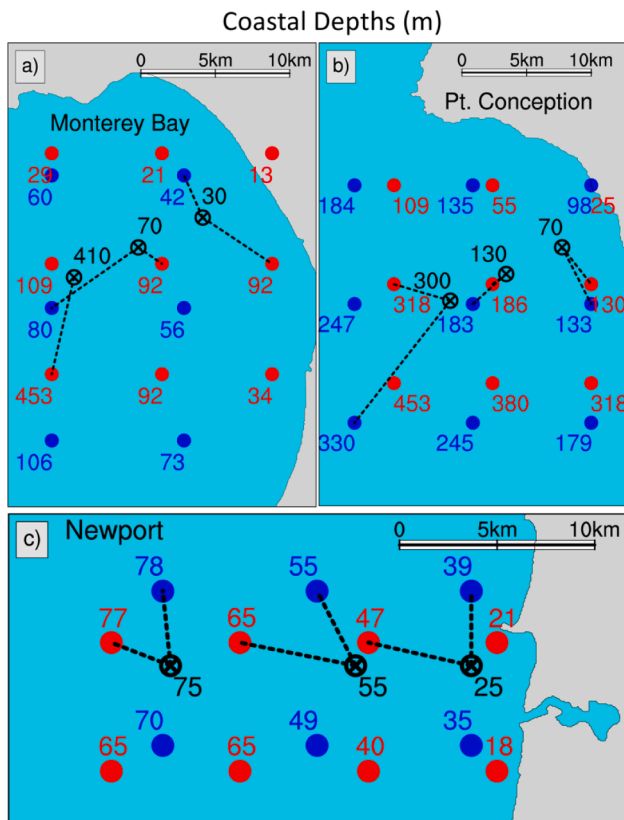 Coastal Depths (m)
a)
0 5km 10km
Monterey Bay
29 21 13
60 42 30
70
410
109 92 92
80 56
453 92 34
106 73
b)
0 5km 10km
Pt. Conception
184 109 135 55 98 25
70
130
300
318 186 130
247 183 133
453 380 318
330 245 179
c)
Newport
0 5km 10km
78 55 39
77 65 47 21
75 55 25
70 49 35
65 65 40 18